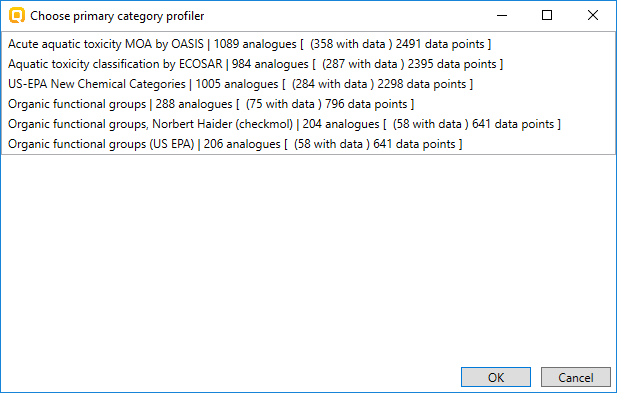 Choose primary category profiler
Acute aquatic toxicity MOA by OASIS | 1089 analogues [ (358 with data ) 2491 data points ]
Aquatic toxicity classification by ECOSAR | 984 analogues [ (287 with data ) 2395 data points ]
US-EPA New Chemical Categories | 1005 analogues [ (284 with data ) 2298 data points ]
Organic functional groups | 288 analogues [ (75 with data ) 796 data points ]
Organic functional groups, Norbert Haider (checkmol) | 204 analogues [ (58 with data ) 641 data points ]
Organic functional groups (US EPA) | 206 analogues [ (58 with data ) 641 data points ]
OK Cancel